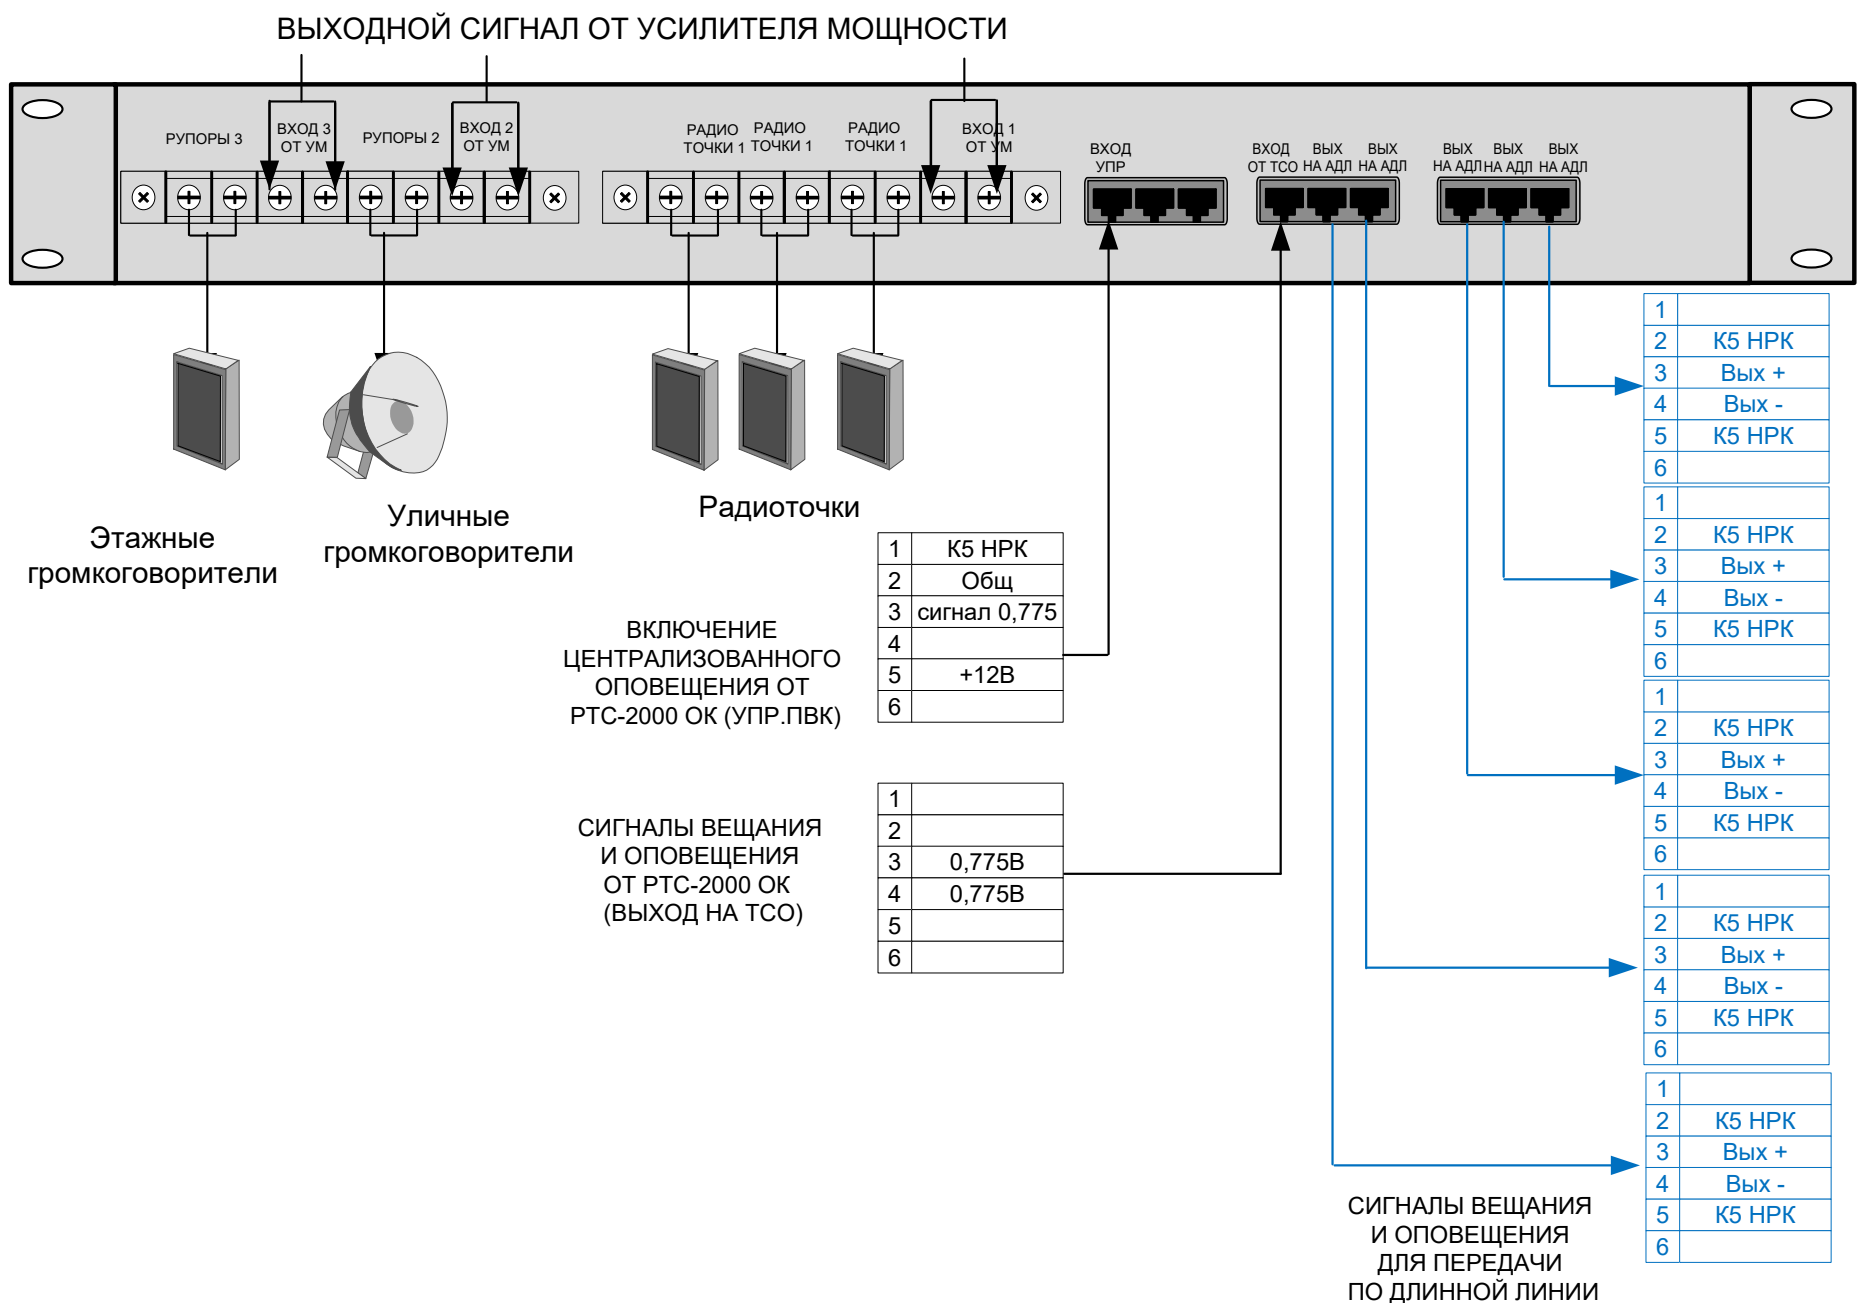 ВЫХОДНОЙ СИГНАЛ ОТ УСИЛИТЕЛЯ МОЩНОСТИ
РУПОРЫ 3
ВХОД 3
ОТ УМ
РУПОРЫ 2
ВХОД 2
ОТ УМ
РАДИО
ТОЧКИ 1
РАДИО
ТОЧКИ 1
РАДИО
ТОЧКИ 1
ВХОД 1
ОТ УМ
ВХОД
УПР
ВХОД
ОТ ТСО
ВЫХ
НА АДЛ
ВЫХ
НА АДЛ
ВЫХ
НА АДЛ
ВЫХ
НА АДЛ
ВЫХ
НА АДЛ
Этажные
громкоговорители
Уличные
громкоговорители
Радиоточки
ВКЛЮЧЕНИЕ
ЦЕНТРАЛИЗОВАННОГО
ОПОВЕЩЕНИЯ ОТ
РТС-2000 ОК (УПР.ПВК)
1 К5 НРК
2 Общ
3 сигнал 0,775
4
5 +12В
6
СИГНАЛЫ ВЕЩАНИЯ
И ОПОВЕЩЕНИЯ
ОТ РТС-2000 ОК
(ВЫХОД НА ТСО)
1
2
3 0,775В
4 0,775В
5
6
1
2 К5 НРК
3 Вых +
4 Вых -
5 К5 НРК
6
1
2 К5 НРК
3 Вых +
4 Вых -
5 К5 НРК
6
1
2 К5 НРК
3 Вых +
4 Вых -
5 К5 НРК
6
1
2 К5 НРК
3 Вых +
4 Вых -
5 К5 НРК
6
1
2 К5 НРК
3 Вых +
4 Вых -
5 К5 НРК
6
СИГНАЛЫ ВЕЩАНИЯ
И ОПОВЕЩЕНИЯ
ДЛЯ ПЕРЕДАЧИ
ПО ДЛИННОЙ ЛИНИИ